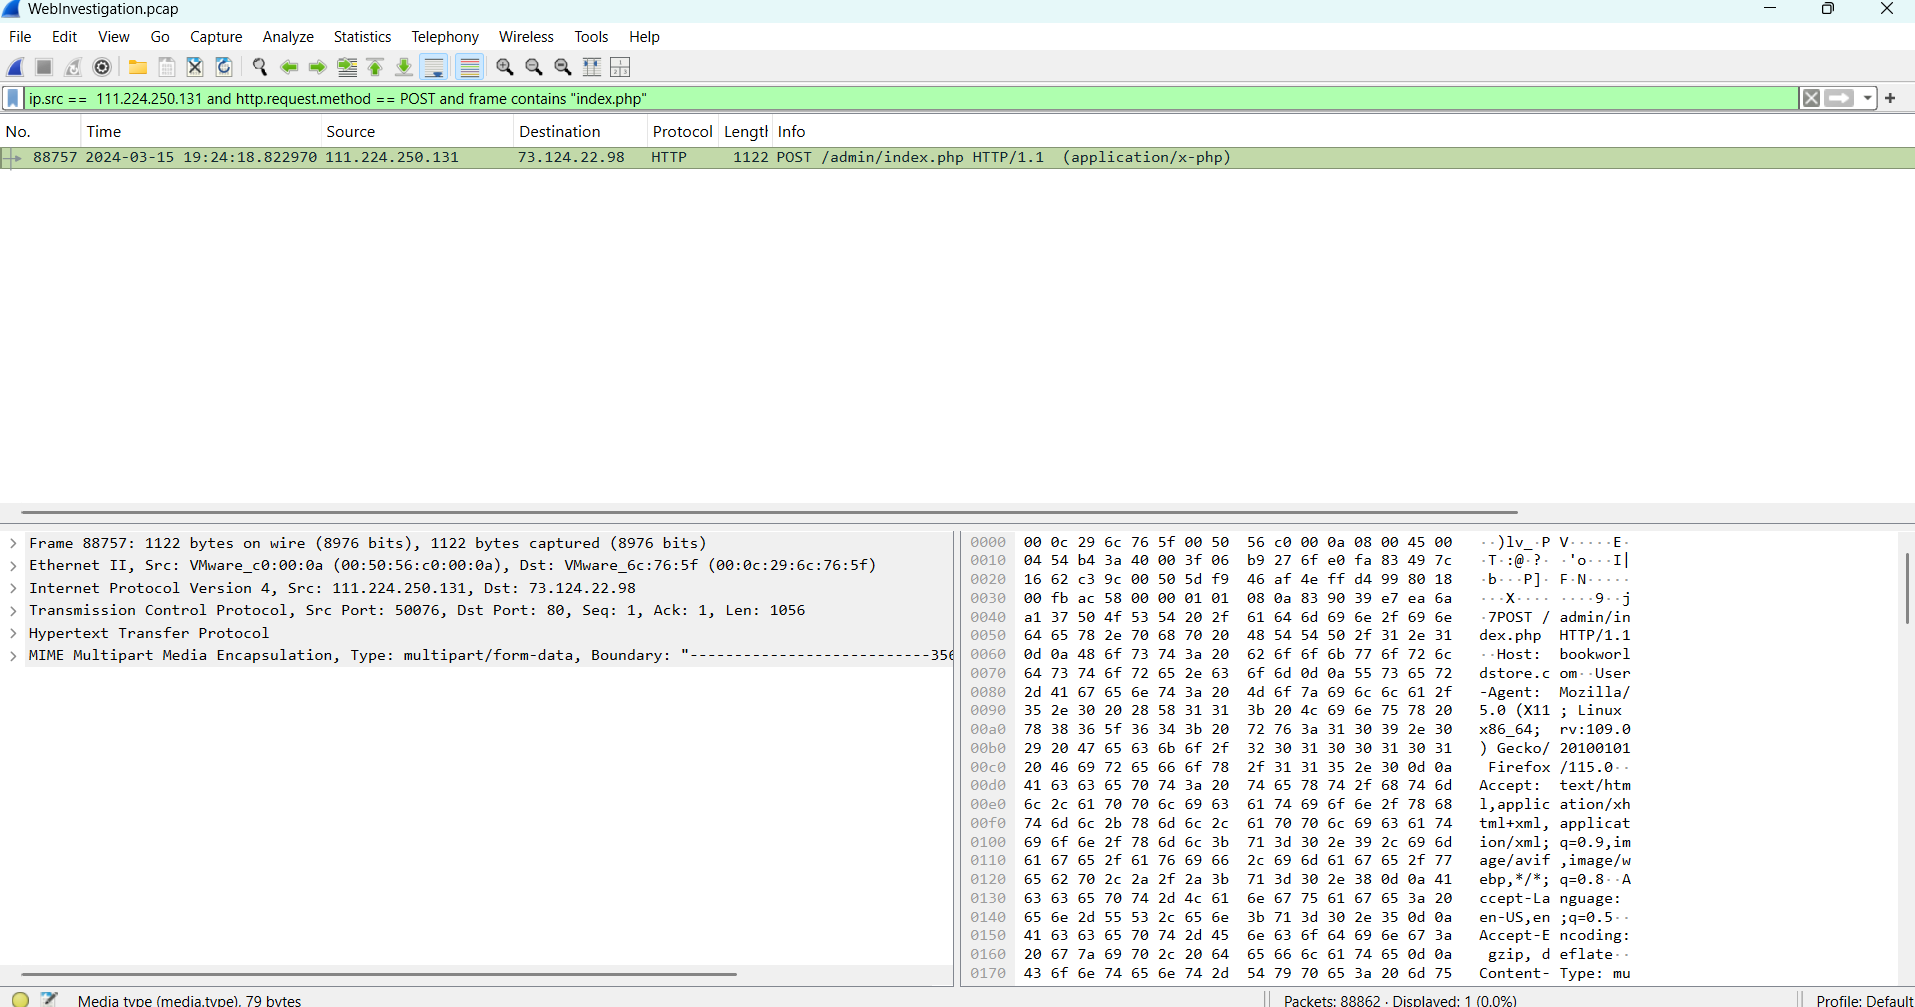 WebInvestigation.pcap
File Edit View Go Capture Analyze Statistics Telephony Wireless Tools Help
ip.src == 111.224.250.131 and http.request.method == POST and frame contains "index.php"
No. Time Source Destination Protocol Length Info
88757 2024-03-15 19:24:18.822970 111.224.250.131 73.124.22.98 HTTP 1122 POST /admin/index.php HTTP/1.1 (application/x-php)
Frame 88757: 1122 bytes on wire (8976 bits), 1122 bytes captured (8976 bits)
Ethernet II, Src: VMware_c0:00:0a (00:50:56:c0:00:0a), Dst: VMware_6c:76:5f (00:0c:29:6c:76:5f)
Internet Protocol Version 4, Src: 111.224.250.131, Dst: 73.124.22.98
Transmission Control Protocol, Src Port: 50076, Dst Port: 80, Seq: 1, Ack: 1, Len: 1056
Hypertext Transfer Protocol
MIME Multipart Media Encapsulation, Type: multipart/form-data, Boundary: "---------------------------356
0000 00 0c 29 6c 76 5f 00 50 56 c0 00 0a 08 00 45 00 ··)lv_·P V·····E·
0010 04 54 b4 3a 40 00 3f 06 b9 27 6f e0 fa 83 49 7c ·T·:@·?· ·'o···I|
0020 16 62 c3 9c 00 50 5d f9 46 af 4e ff d4 99 80 18 ·b···P]· F·N·····
0030 00 fb ac 58 00 00 01 01 08 0a 83 90 39 e7 ea 6a ···X···· ····9··j
0040 a1 37 50 4f 53 54 20 2f 61 64 6d 69 6e 2f 69 6e ·7POST / admin/in
0050 64 65 78 2e 70 68 70 20 48 54 54 50 2f 31 2e 31 dex.php HTTP/1.1
0060 0d 0a 48 6f 73 74 3a 20 62 6f 6f 6b 77 6f 72 6c ··Host: bookworl
0070 64 73 74 6f 72 65 2e 63 6f 6d 0d 0a 55 73 65 72 dstore.c om··User
0080 2d 41 67 65 6e 74 3a 20 4d 6f 7a 69 6c 6c 61 2f -Agent: Mozilla/
0090 35 2e 30 20 28 58 31 31 3b 20 4c 69 6e 75 78 20 5.0 (X11 ; Linux
00a0 78 38 36 5f 36 34 3b 20 72 76 3a 31 30 39 2e 30 x86_64; rv:109.0
00b0 29 20 47 65 63 6b 6f 2f 32 30 31 30 30 31 30 31 ) Gecko/ 20100101
00c0 20 46 69 72 65 66 6f 78 2f 31 31 35 2e 30 0d 0a Firefox /115.0··
00d0 41 63 63 65 70 74 3a 20 74 65 78 74 2f 68 74 6d Accept: text/htm
00e0 6c 2c 61 70 70 6c 69 63 61 74 69 6f 6e 2f 78 68 l,applic ation/xh
00f0 74 6d 6c 2b 78 6d 6c 2c 61 70 70 6c 69 63 61 74 tml+xml, applicat
0100 69 6f 6e 2f 78 6d 6c 3b 71 3d 30 2e 39 2c 69 6d ion/xml; q=0.9,im
0110 61 67 65 2f 61 76 69 66 2c 69 6d 61 67 65 2f 77 age/avif ,image/w
0120 65 62 70 2c 2a 2f 2a 3b 71 3d 30 2e 38 0d 0a 41 ebp,*/*; q=0.8··A
0130 63 63 65 70 74 2d 4c 61 6e 67 75 61 67 65 3a 20 ccept-La nguage:
0140 65 6e 2d 55 53 2c 65 6e 3b 71 3d 30 2e 35 0d 0a en-US,en ;q=0.5··
0150 41 63 63 65 70 74 2d 45 6e 63 6f 64 69 6e 67 3a Accept-E ncoding:
0160 20 67 7a 69 70 2c 20 64 65 66 6c 61 74 65 0d 0a gzip, d eflate··
0170 43 6f 6e 74 65 6e 74 2d 54 79 70 65 3a 20 6d 75 Content- Type: mu
Media type (media.type), 79 bytes Packets: 88862 · Displayed: 1 (0.0%) Profile: Default